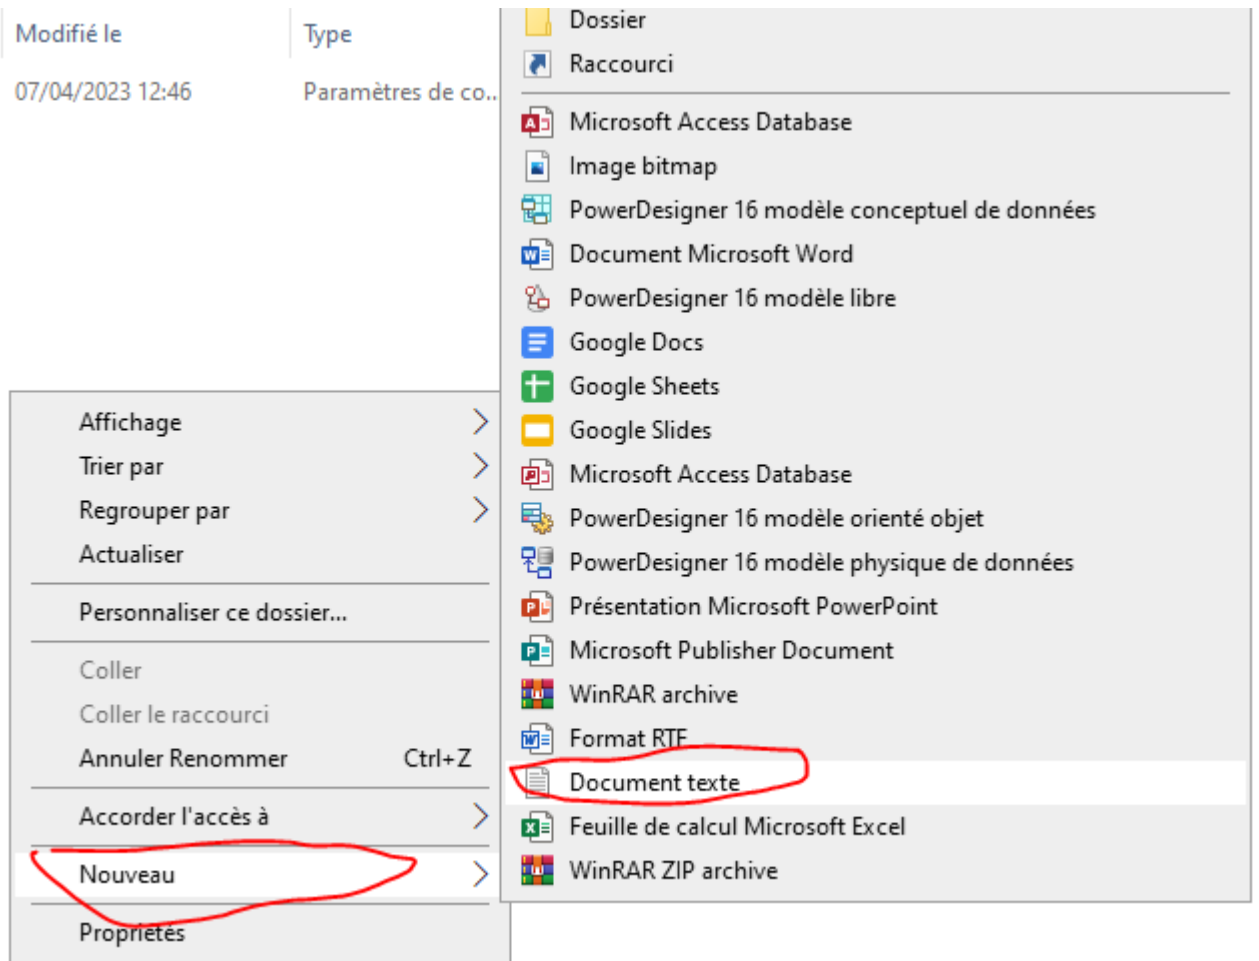 Modifié le
Type
07/04/2023 12:46
Paramètres de co...
Dossier
Raccourci
Microsoft Access Database
Image bitmap
PowerDesigner 16 modèle conceptuel de données
Document Microsoft Word
PowerDesigner 16 modèle libre
Google Docs
Google Sheets
Google Slides
Microsoft Access Database
PowerDesigner 16 modèle orienté objet
PowerDesigner 16 modèle physique de données
Présentation Microsoft PowerPoint
Microsoft Publisher Document
WinRAR archive
Format RTF
Document texte
Feuille de calcul Microsoft Excel
WinRAR ZIP archive
Affichage
Trier par
Regrouper par
Actualiser
Personnaliser ce dossier...
Coller
Coller le raccourci
Annuler Renommer Ctrl+Z
Accorder l'accès à
Nouveau
Propriétés